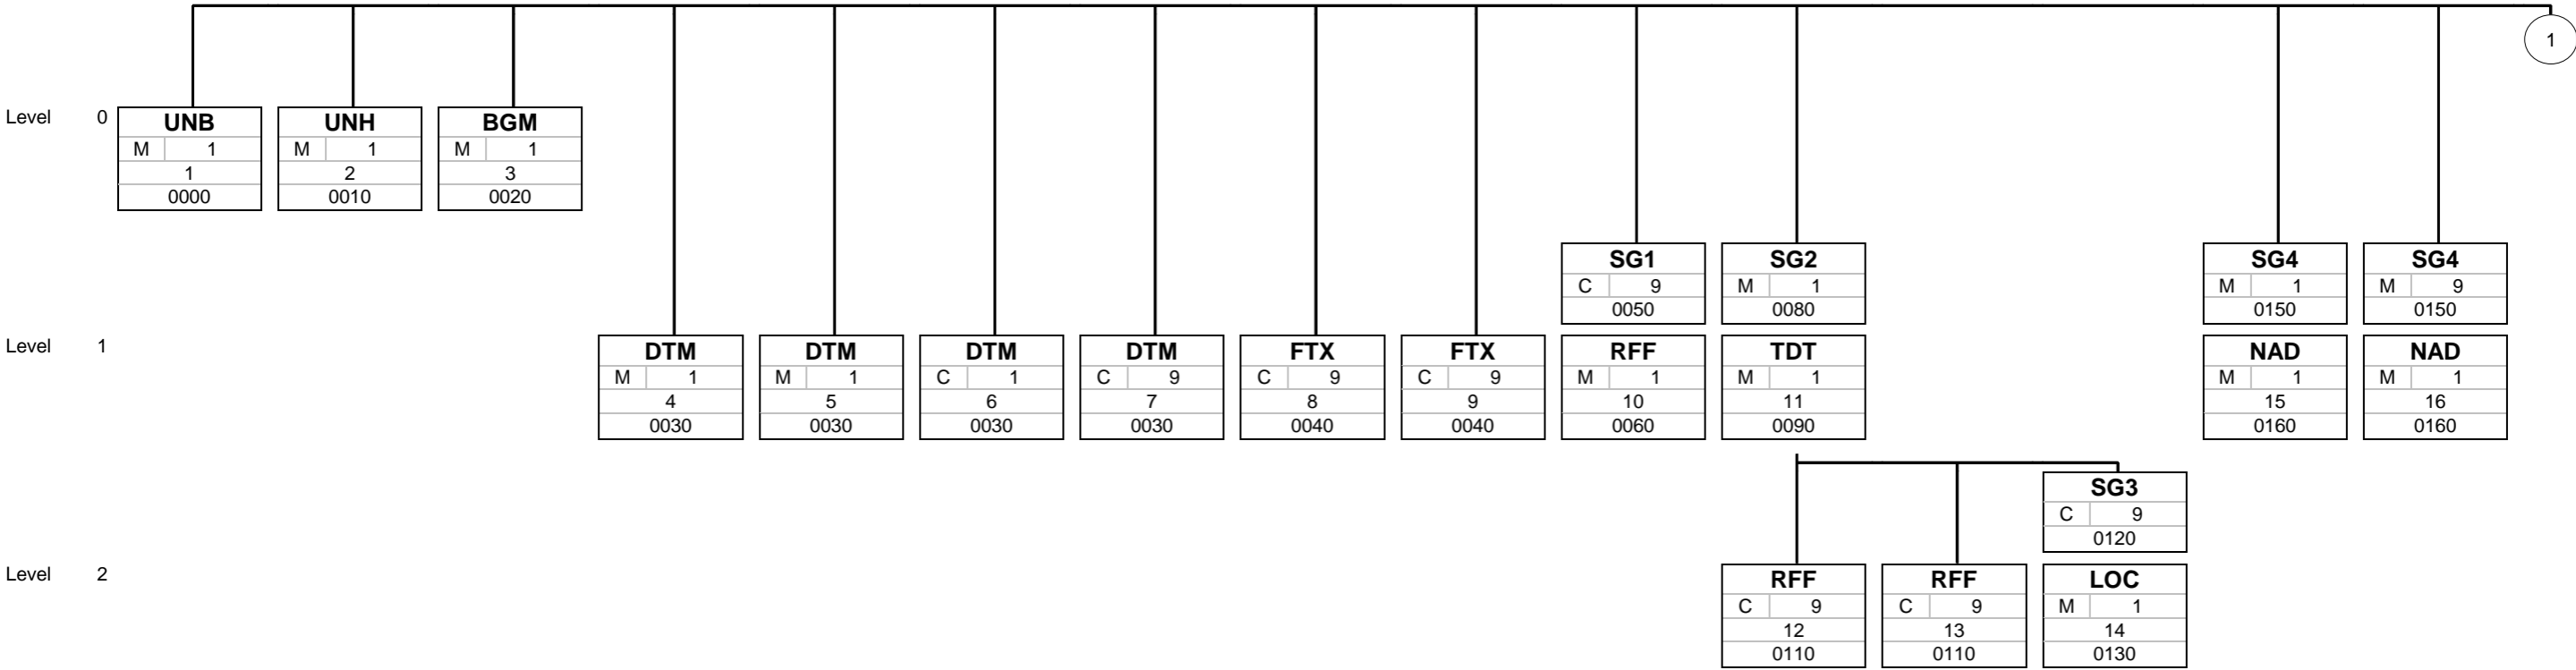 1
Level 0
UNB
M 1
1
0000
UNH
M 1
2
0010
BGM
M 1
3
0020
Level 1
DTM
M 1
4
0030
DTM
M 1
5
0030
DTM
C 1
6
0030
DTM
C 9
7
0030
FTX
C 9
8
0040
FTX
C 9
9
0040
SG1
C 9
0050
RFF
M 1
10
0060
SG2
M 1
0080
TDT
M 1
11
0090
SG4
M 1
0150
NAD
M 1
15
0160
SG4
M 9
0150
NAD
M 1
16
0160
Level 2
RFF
C 9
12
0110
RFF
C 9
13
0110
SG3
C 9
0120
LOC
M 1
14
0130